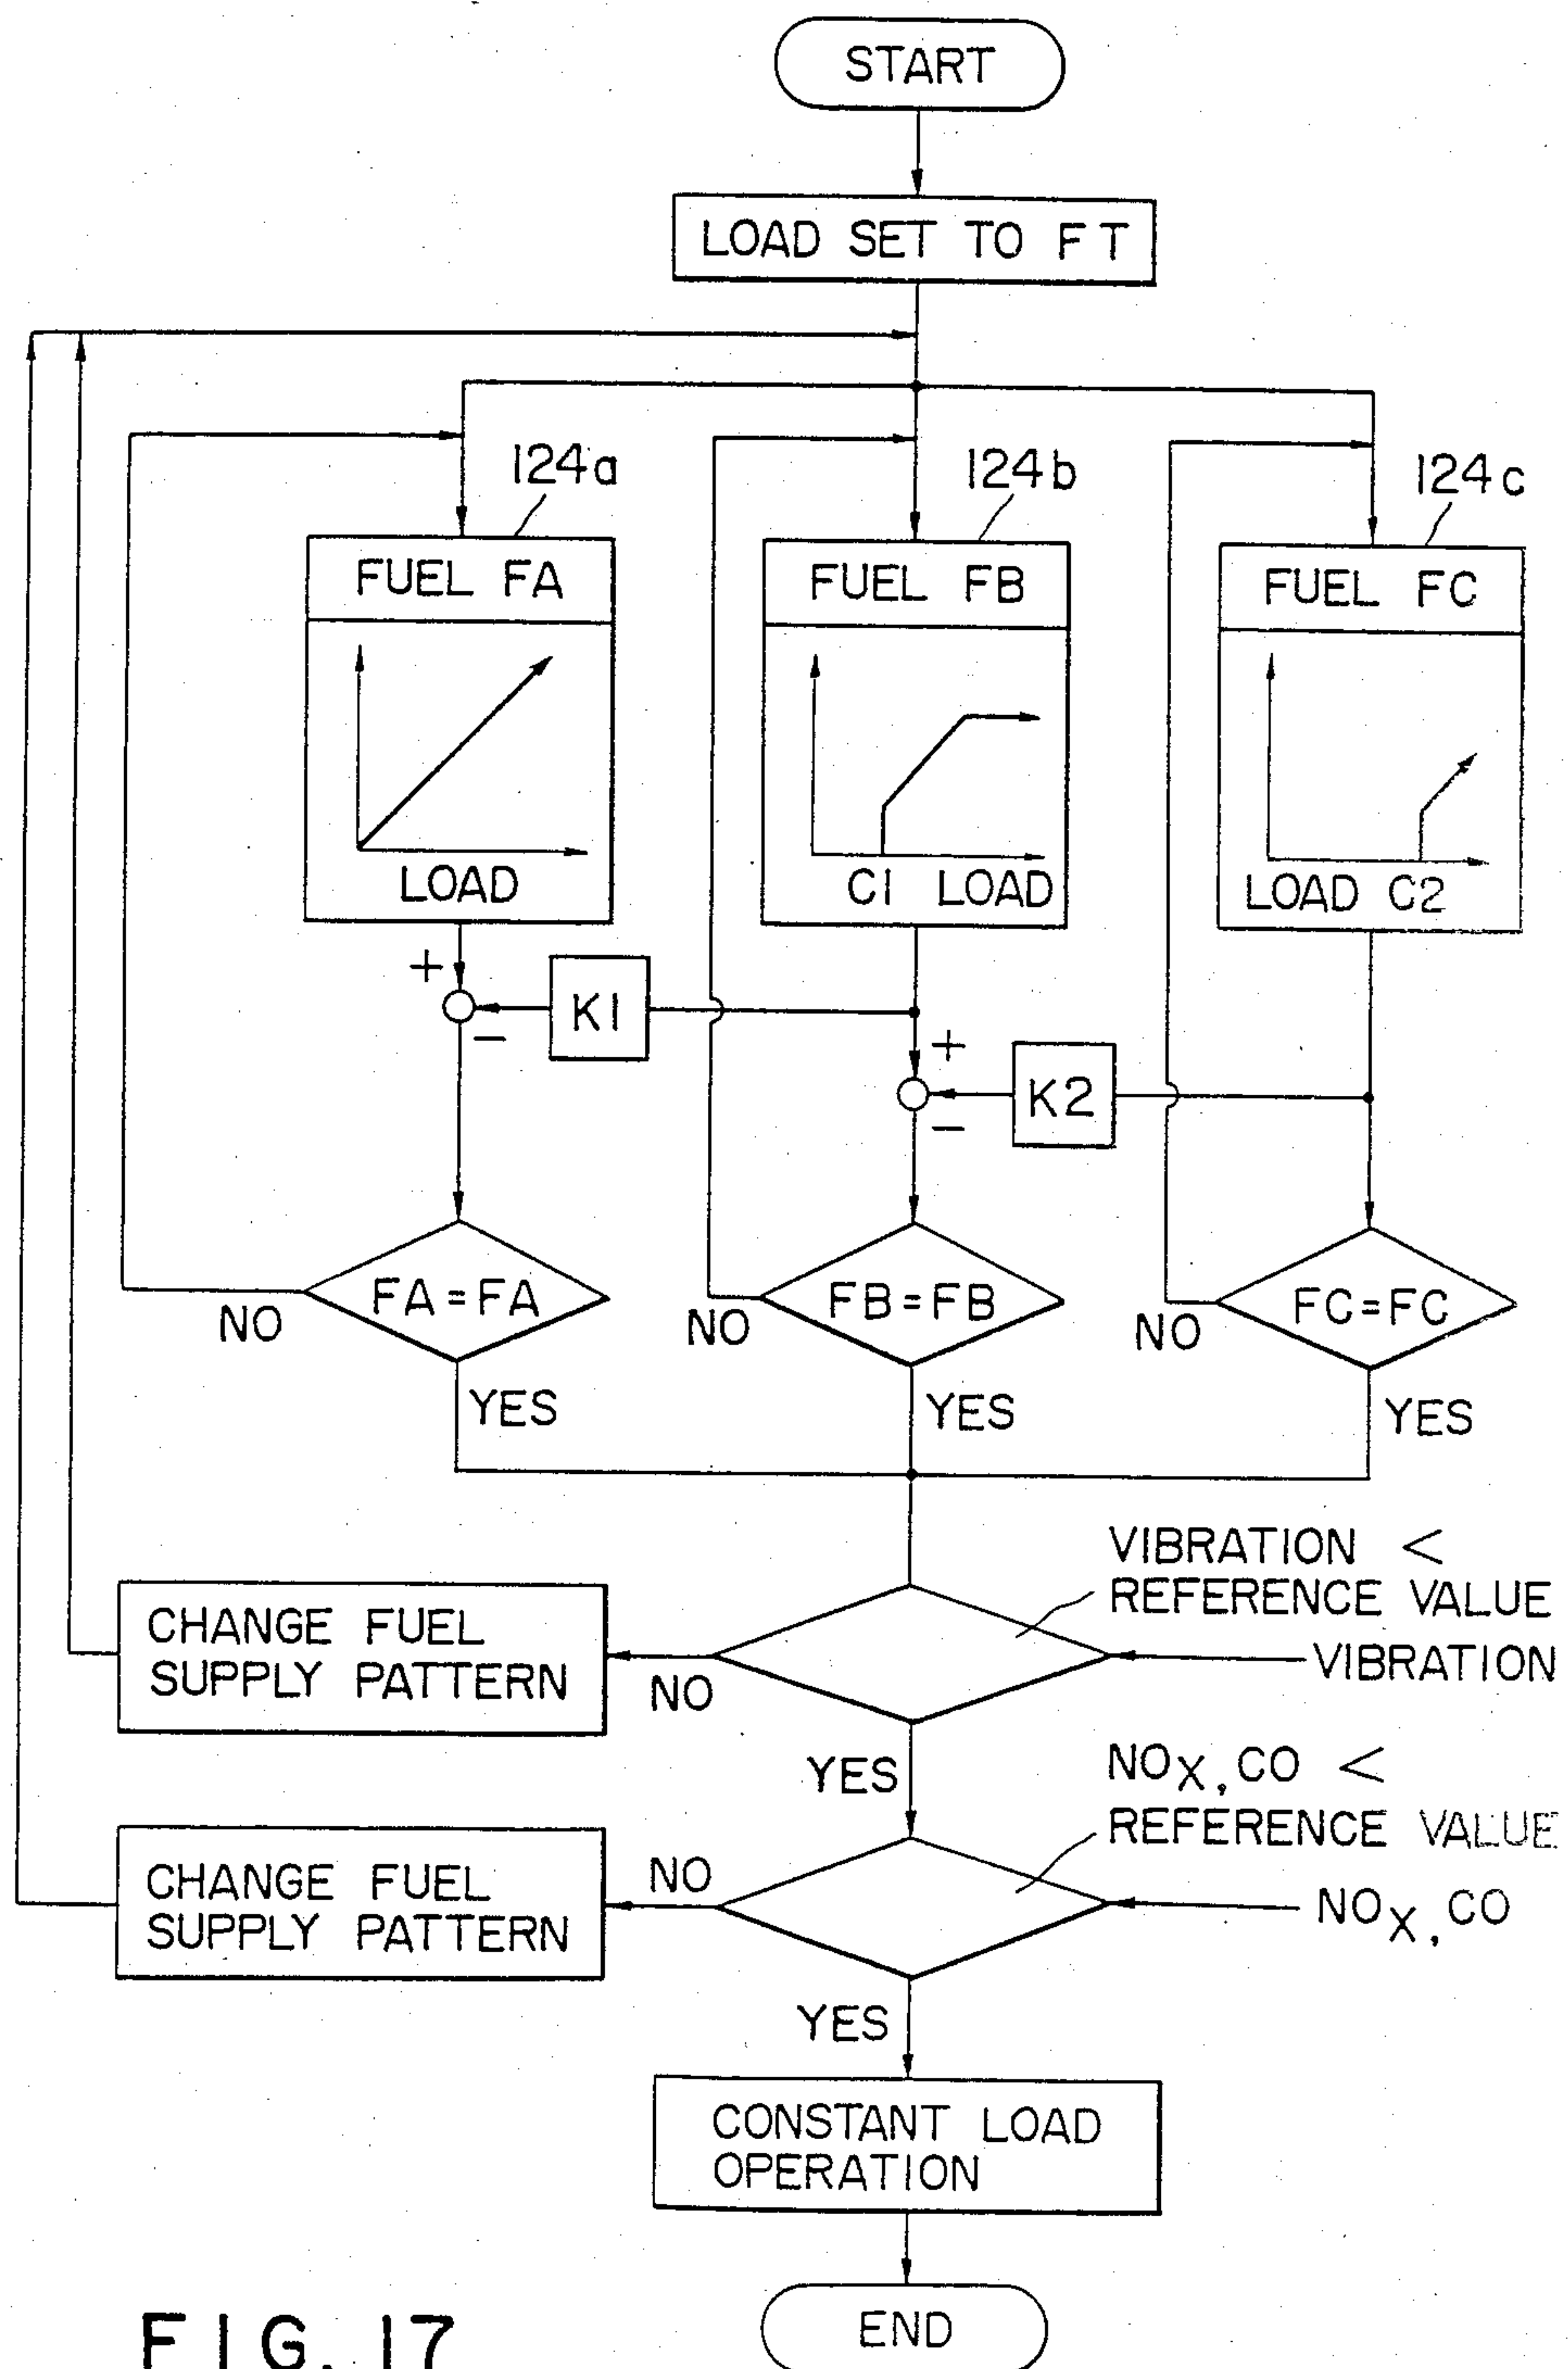 START
LOAD SET TO FT
124a
124b
124c
FUEL FA
FUEL FB
FUEL FC
LOAD
C1 LOAD
LOAD C2
+
K1
−
+
K2
−
FA=FA
FB=FB
FC=FC
NO
NO
NO
YES
YES
YES
VIBRATION <
REFERENCE VALUE
CHANGE FUEL
SUPPLY PATTERN
NO
VIBRATION
YES
NOX, CO <
REFERENCE VALUE
CHANGE FUEL
SUPPLY PATTERN
NO
NOX, CO
YES
CONSTANT LOAD
OPERATION
END
FIG. 17